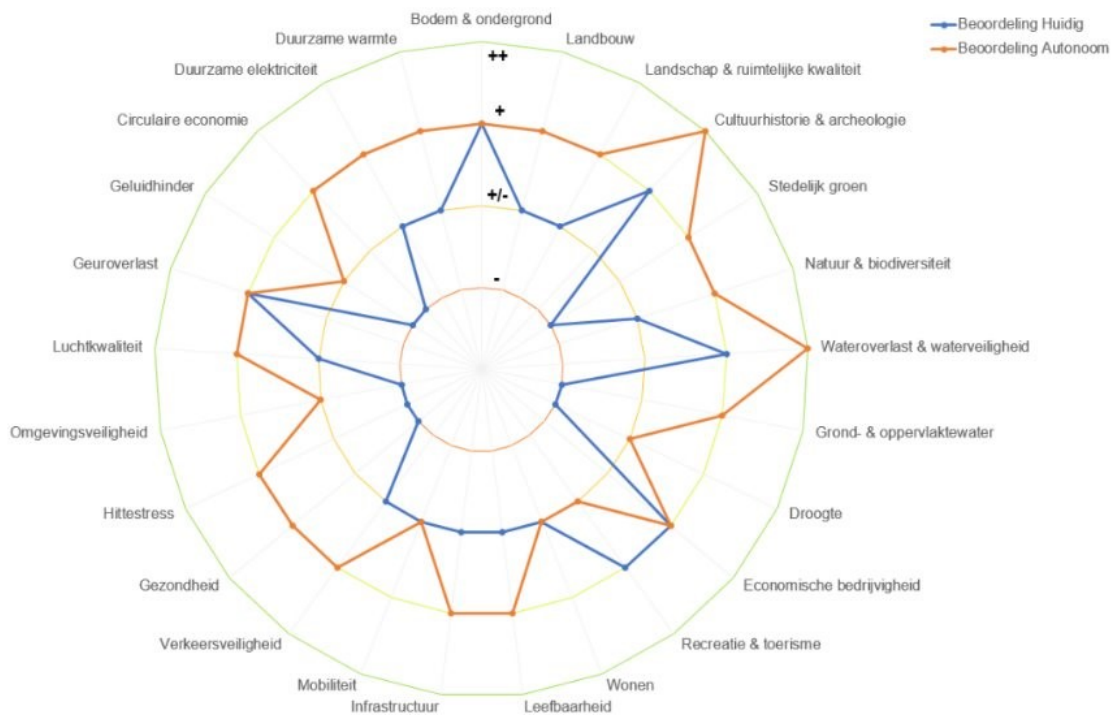 Bodem & ondergrond
Landbouw
Landschap & ruimtelijke kwaliteit
Cultuurhistorie & archeologie
Stedelijk groen
Natuur & biodiversiteit
Wateroverlast & waterveiligheid
Grond- & oppervlaktewater
Droogte
Economische bedrijvigheid
Recreatie & toerisme
Wonen
Leefbaarheid
Infrastructuur
Mobiliteit
Verkeersveiligheid
Gezondheid
Hittestress
Omgevingsveiligheid
Luchtkwaliteit
Geuroverlast
Geluidhinder
Circulaire economie
Duurzame elektriciteit
Duurzame warmte
++
+
+/-
-
Beoordeling Huidig
Beoordeling Autonoom